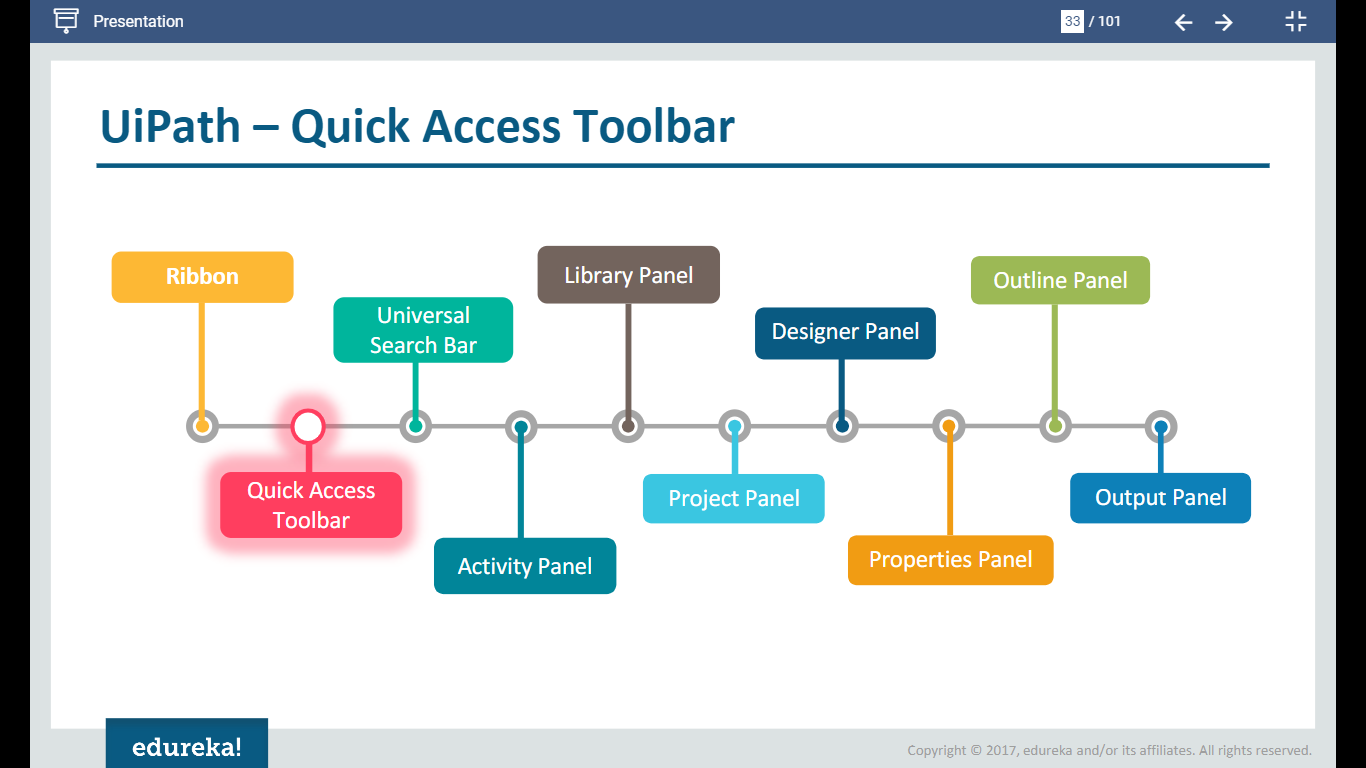 Presentation
33 / 101
UiPath – Quick Access Toolbar
Ribbon
Quick Access
Toolbar
Universal
Search Bar
Activity Panel
Library Panel
Project Panel
Designer Panel
Properties Panel
Outline Panel
Output Panel
edureka!
Copyright © 2017, edureka and/or its affiliates. All rights reserved.